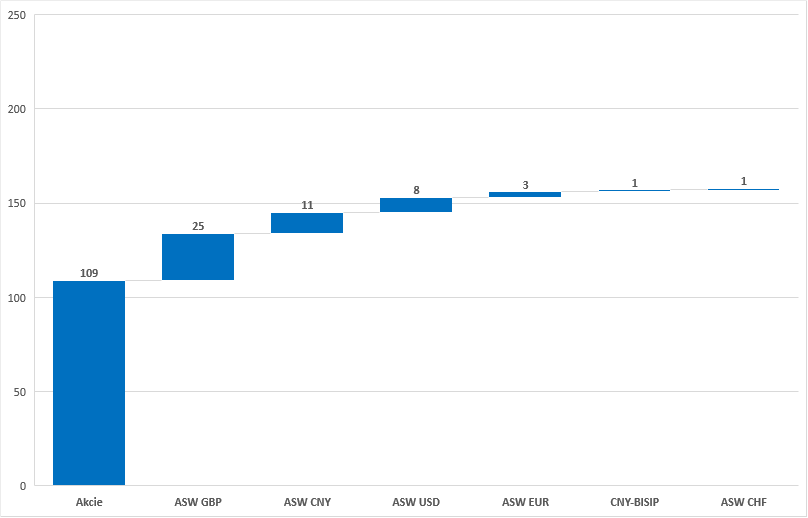 250
200
150
100
50
0
109
25
11
8
3
1
1
Akcie
ASW GBP
ASW CNY
ASW USD
ASW EUR
CNY-BISIP
ASW CHF